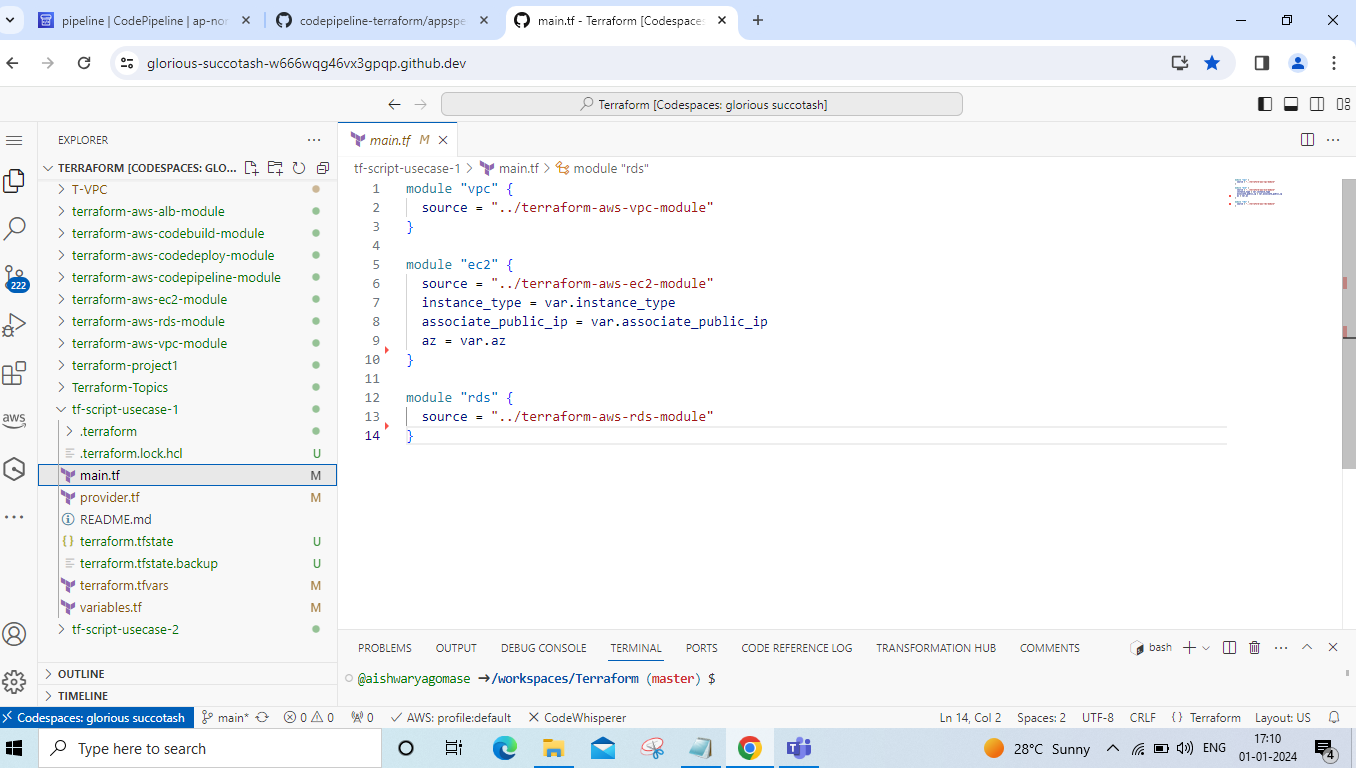 pipeline | CodePipeline | ap-nor
codepipeline-terraform/appspe
main.tf - Terraform [Codespaces:
glorious-succotash-w666wqg46vx3gpqp.github.dev
Terraform [Codespaces: glorious succotash]
EXPLORER
TERRAFORM [CODESPACES: GLO...
T-VPC
terraform-aws-alb-module
terraform-aws-codebuild-module
terraform-aws-codedeploy-module
terraform-aws-codepipeline-module
terraform-aws-ec2-module
terraform-aws-rds-module
terraform-aws-vpc-module
terraform-project1
Terraform-Topics
tf-script-usecase-1
.terraform
.terraform.lock.hcl U
main.tf M
provider.tf M
README.md
terraform.tfstate U
terraform.tfstate.backup U
terraform.tfvars M
variables.tf M
tf-script-usecase-2
OUTLINE
TIMELINE
222
aws
main.tf M
tf-script-usecase-1 > main.tf > module "rds"
1 module "vpc" {
2 source = "../terraform-aws-vpc-module"
3 }
4
5 module "ec2" {
6 source = "../terraform-aws-ec2-module"
7 instance_type = var.instance_type
8 associate_public_ip = var.associate_public_ip
9 az = var.az
10 }
11
12 module "rds" {
13 source = "../terraform-aws-rds-module"
14 }
PROBLEMS OUTPUT DEBUG CONSOLE TERMINAL PORTS CODE REFERENCE LOG TRANSFORMATION HUB COMMENTS
bash
@aishwaryagomase →/workspaces/Terraform (master) $
Codespaces: glorious succotash main* 0 0 0 AWS: profile:default CodeWhisperer Ln 14, Col 2 Spaces: 2 UTF-8 CRLF {} Terraform Layout: US
Type here to search
28°C Sunny
ENG
17:10
01-01-2024
4